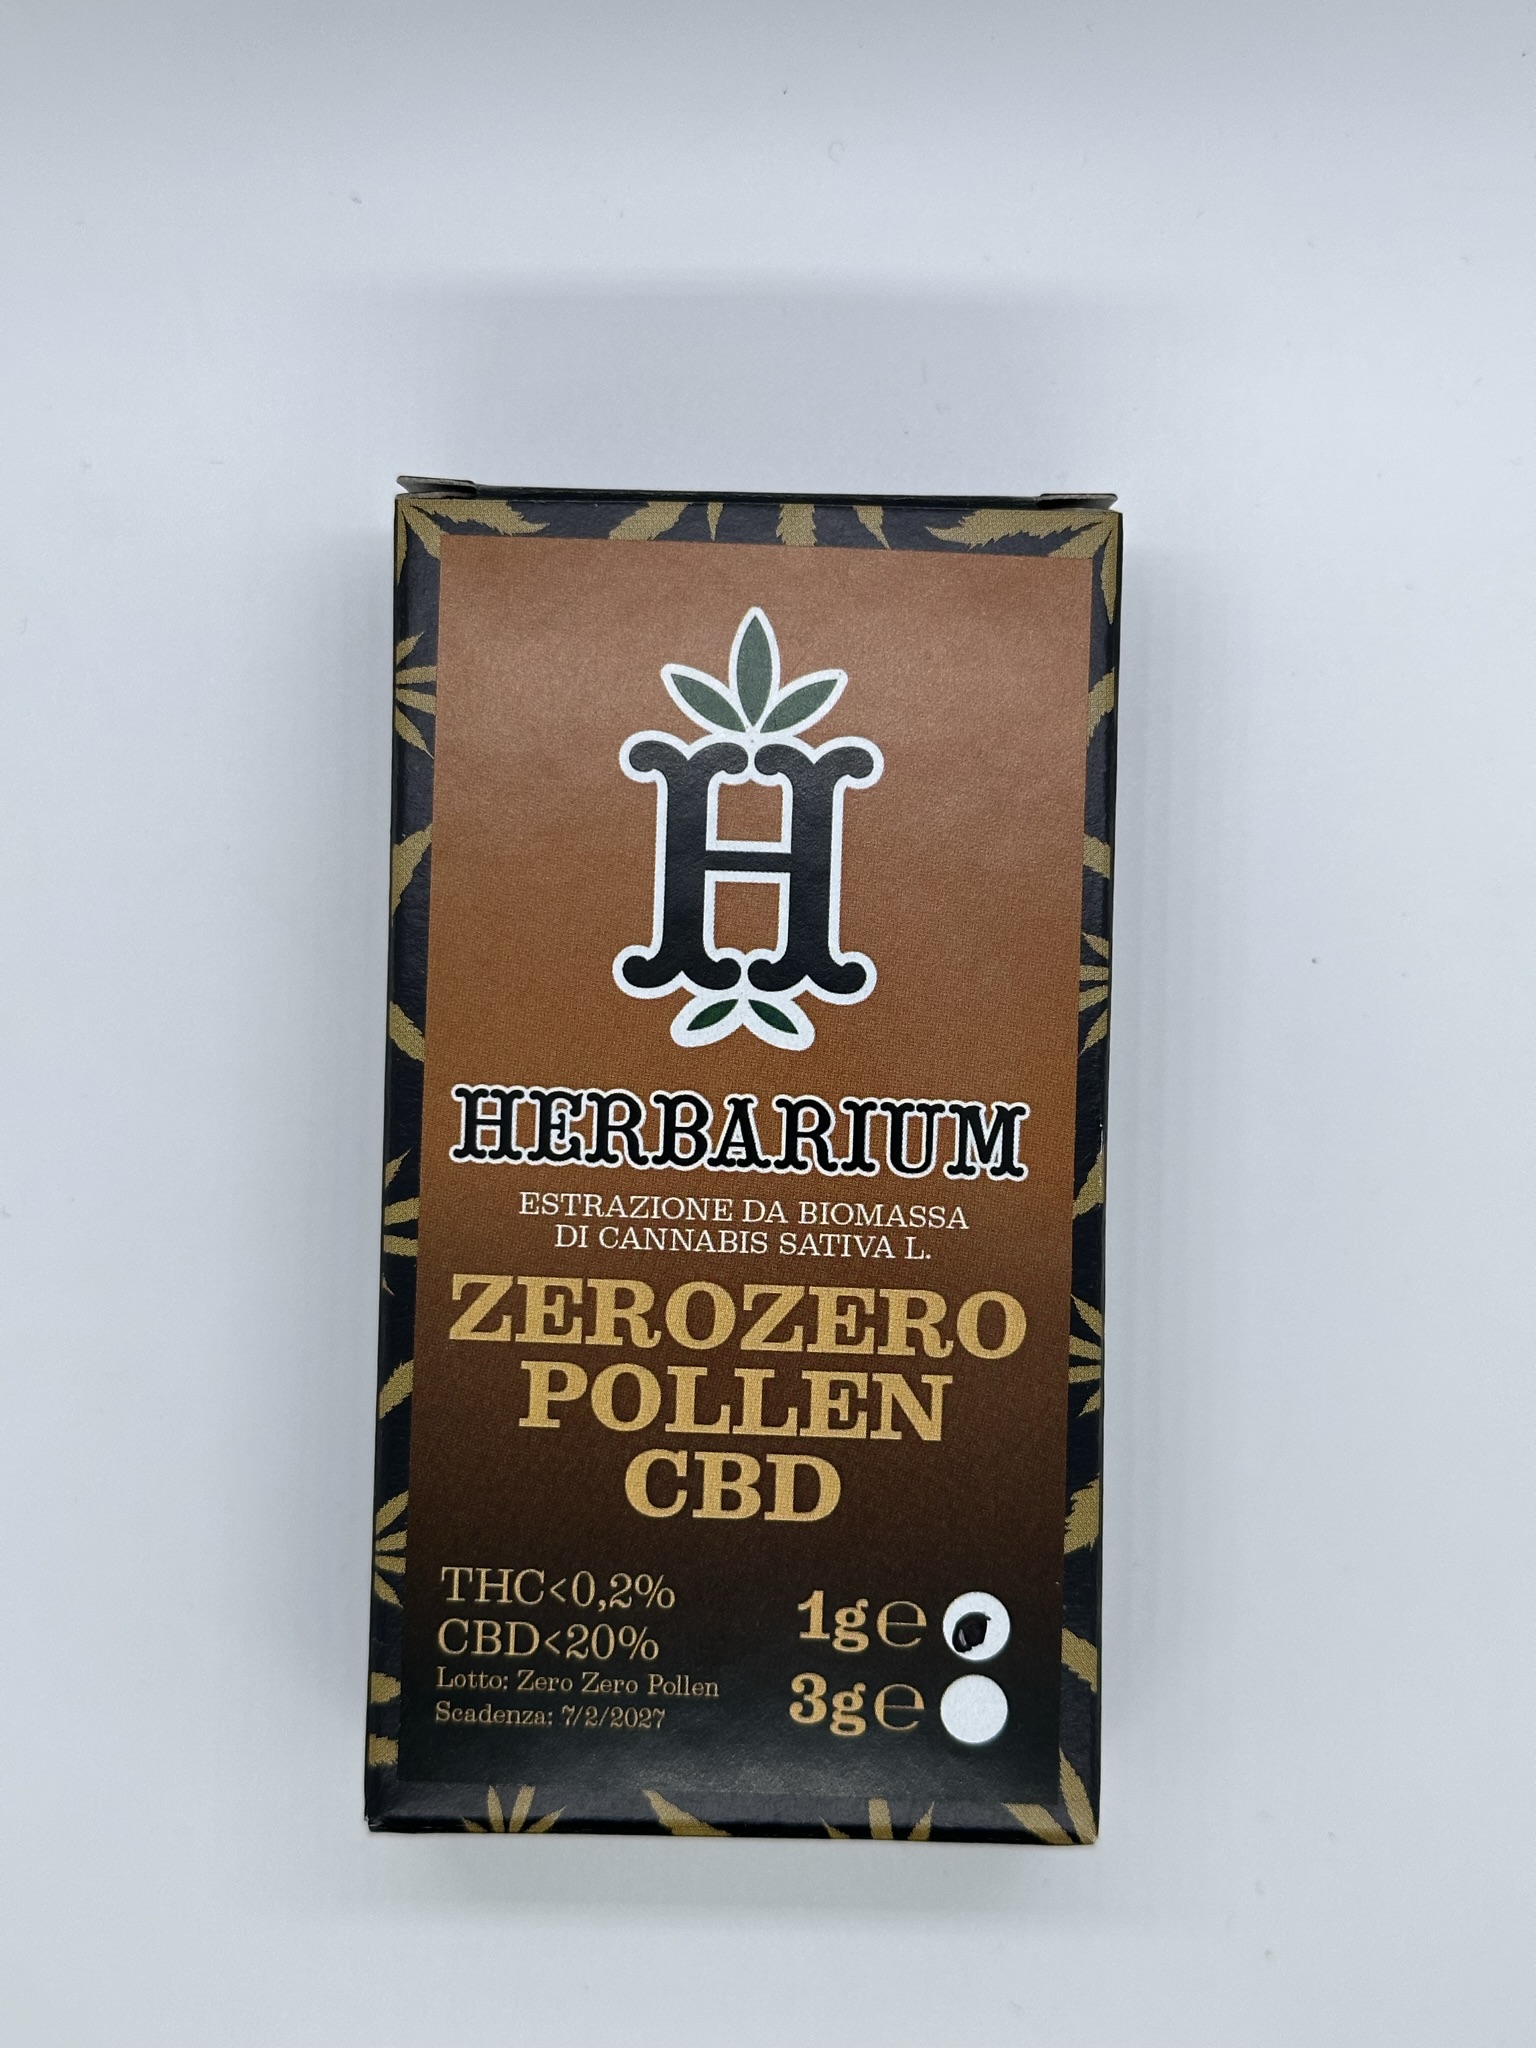 H
HERBARIUM
ESTRAZIONE DA BIOMASSA
DI CANNABIS SATIVA L.
ZEROZERO
POLLEN
CBD
THC<0,2%
CBD<20%
Lotto: Zero Zero Pollen
Scadenza: 7/2/2027
1g ℮
3g ℮